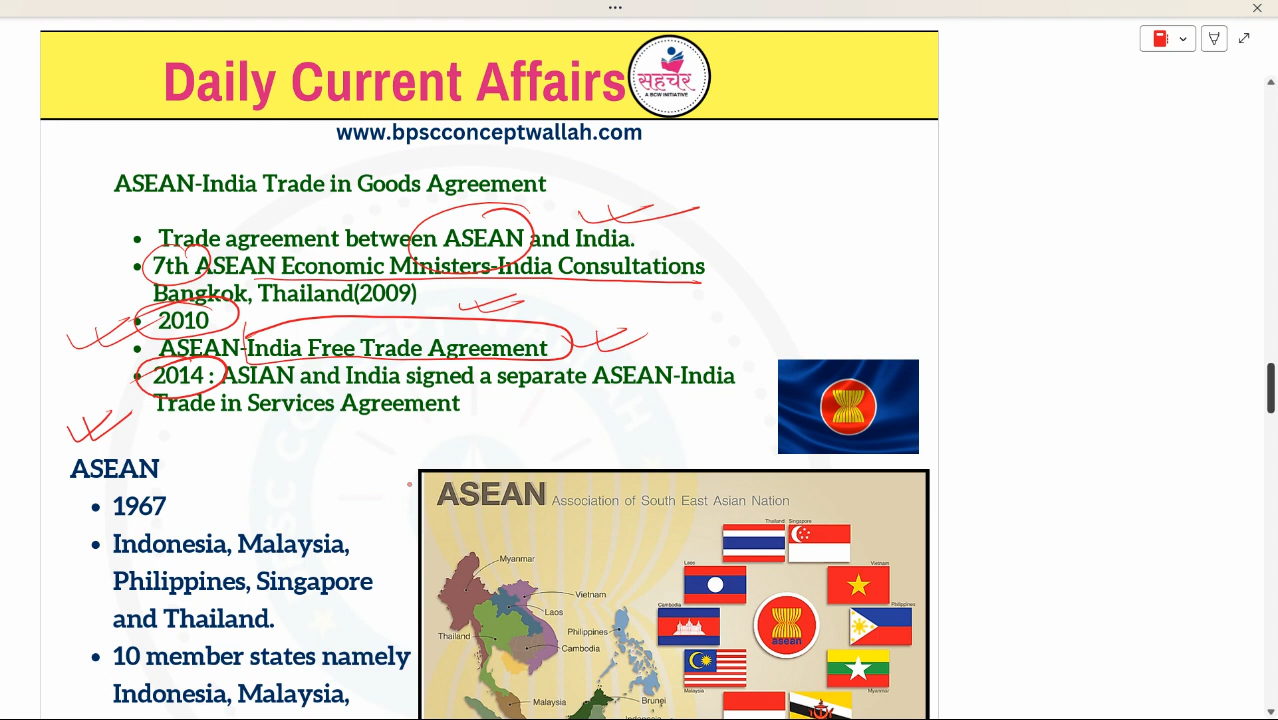 Daily Current Affairs
सहचर
A BCW INITIATIVE
www.bpscconceptwallah.com
ASEAN-India Trade in Goods Agreement
• Trade agreement between ASEAN and India.
• 7th ASEAN Economic Ministers-India Consultations
Bangkok, Thailand(2009)
• 2010
• ASEAN-India Free Trade Agreement
• 2014 : ASIAN and India signed a separate ASEAN-India
Trade in Services Agreement
ASEAN
• 1967
• Indonesia, Malaysia,
Philippines, Singapore
and Thailand.
• 10 member states namely
Indonesia, Malaysia,
ASEAN Association of South East Asian Nation
Thailand Singapore
Myanmar
Laos
Vietnam
Vietnam
Laos
Cambodia
Philippines
Philippines
Thailand
Cambodia
asean
Malaysia
Myanmar
Malaysia
Brunei
Indonesia